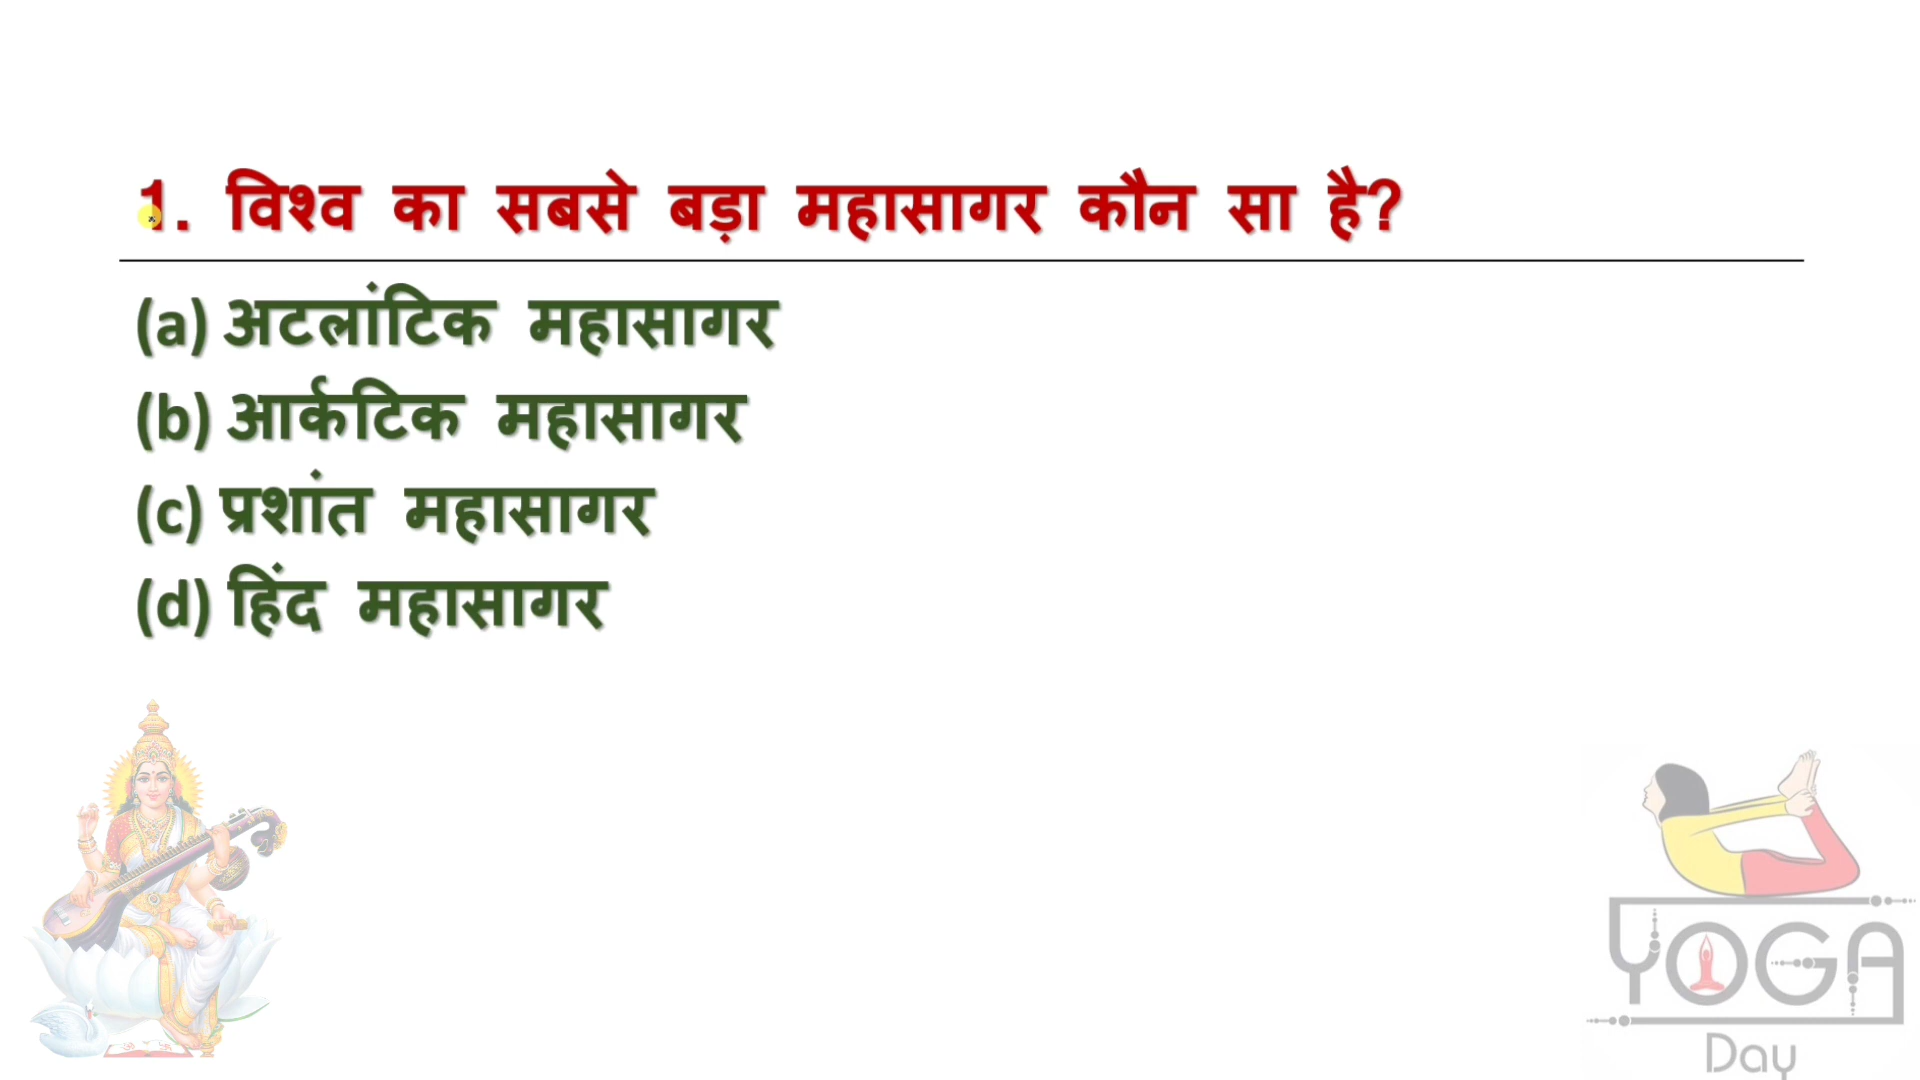 1. विश्व का सबसे बड़ा महासागर कौन सा है?
(a) अटलांटिक महासागर
(b) आर्कटिक महासागर
(c) प्रशांत महासागर
(d) हिंद महासागर
YOGA
Day